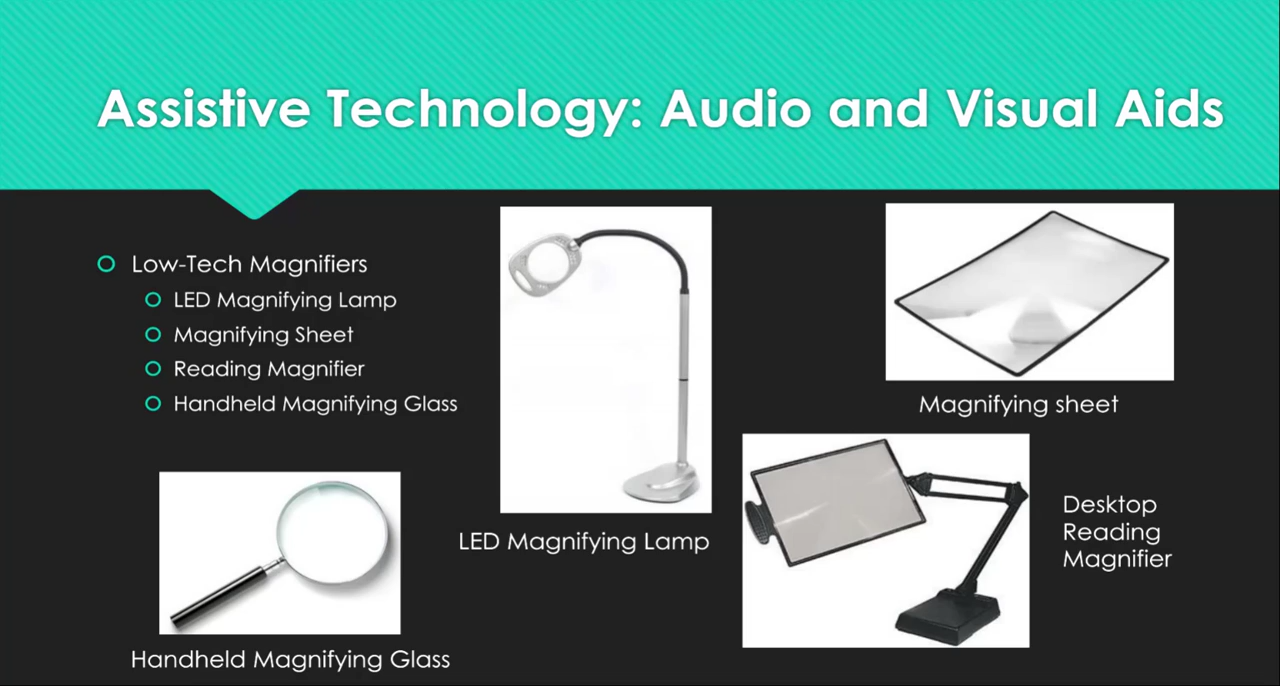 Assistive Technology: Audio and Visual Aids
Low-Tech Magnifiers
LED Magnifying Lamp
Magnifying Sheet
Reading Magnifier
Handheld Magnifying Glass
LED Magnifying Lamp
Magnifying sheet
Desktop
Reading
Magnifier
Handheld Magnifying Glass